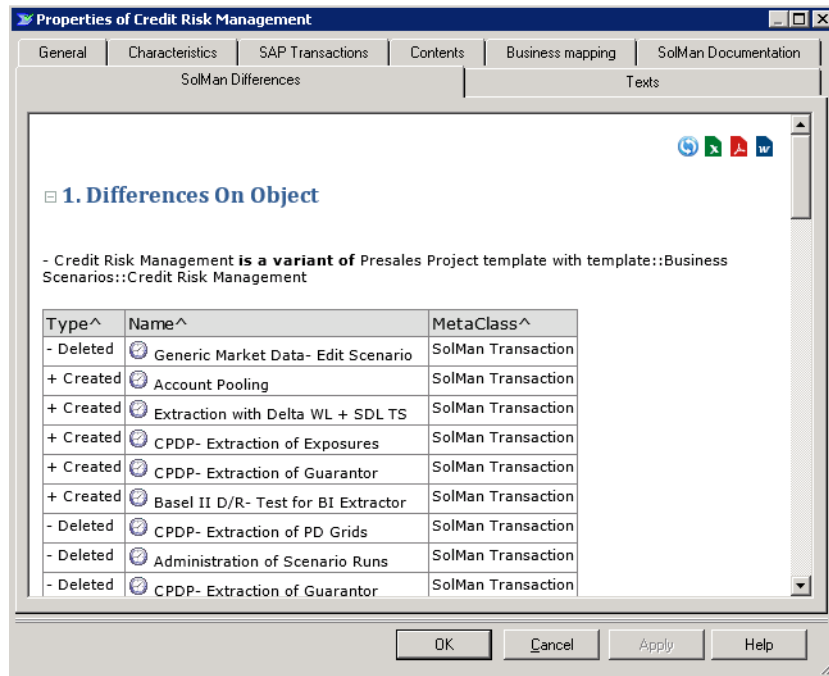 Properties of Credit Risk Management
General Characteristics SAP Transactions Contents Business mapping SolMan Documentation
SolMan Differences Texts
1. Differences On Object
- Credit Risk Management is a variant of Presales Project template with template::Business
Scenarios::Credit Risk Management
Type^ Name^ MetaClass^
- Deleted Generic Market Data- Edit Scenario SolMan Transaction
+ Created Account Pooling SolMan Transaction
+ Created Extraction with Delta WL + SDL TS SolMan Transaction
+ Created CPDP- Extraction of Exposures SolMan Transaction
+ Created CPDP- Extraction of Guarantor SolMan Transaction
+ Created Basel II D/R- Test for BI Extractor SolMan Transaction
- Deleted CPDP- Extraction of PD Grids SolMan Transaction
- Deleted Administration of Scenario Runs SolMan Transaction
- Deleted CPDP- Extraction of Guarantor SolMan Transaction
OK Cancel Apply Help